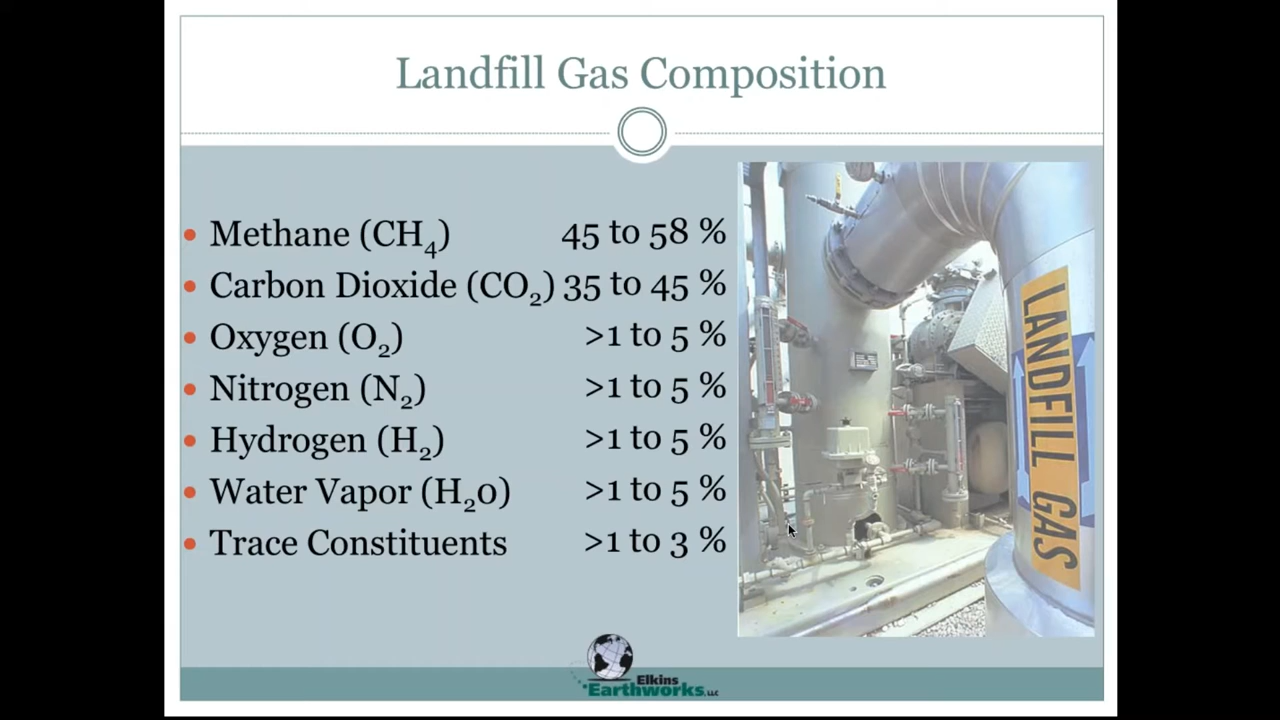 Landfill Gas Composition
• Methane (CH₄) 45 to 58 %
• Carbon Dioxide (CO₂) 35 to 45 %
• Oxygen (O₂) >1 to 5 %
• Nitrogen (N₂) >1 to 5 %
• Hydrogen (H₂) >1 to 5 %
• Water Vapor (H₂0) >1 to 5 %
• Trace Constituents >1 to 3 %
LANDFILL GAS
Elkins
Earthworks, LLC